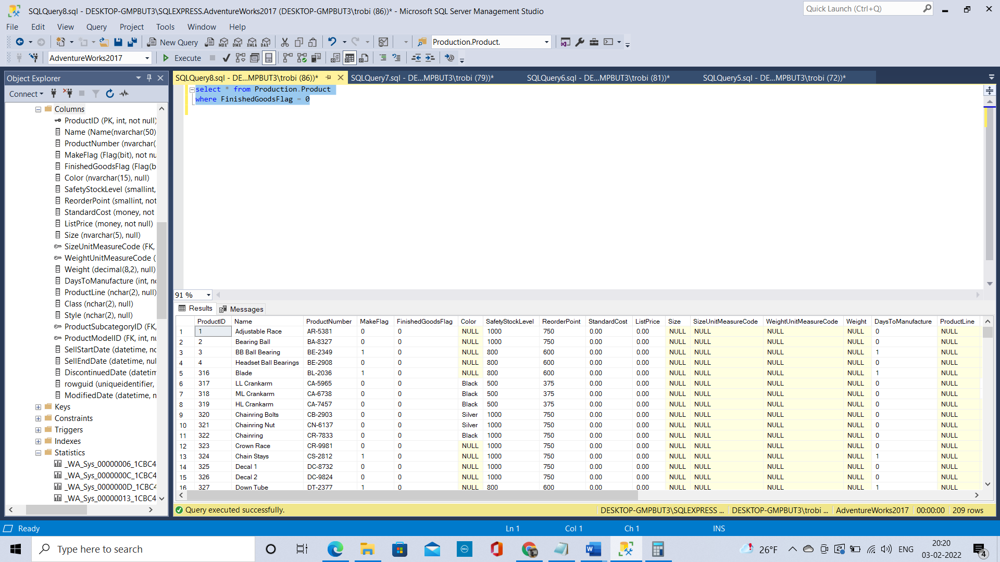 SQLQuery8.sql - DESKTOP-GMPBUT3\SQLEXPRESS.AdventureWorks2017 (DESKTOP-GMPBUT3\trobi (86))* - Microsoft SQL Server Management Studio
Quick Launch (Ctrl+Q)
File Edit View Query Project Tools Window Help
New Query MDX DMX XMLA DAX Production.Product.
AdventureWorks2017 Execute
Object Explorer
Connect
Columns
ProductID (PK, int, not null)
Name (Name(nvarchar(50)
ProductNumber (nvarchar(
MakeFlag (Flag(bit), not nu
FinishedGoodsFlag (Flag(b
Color (nvarchar(15), null)
SafetyStockLevel (smallint,
ReorderPoint (smallint, not
StandardCost (money, not
ListPrice (money, not null)
Size (nvarchar(5), null)
SizeUnitMeasureCode (FK,
WeightUnitMeasureCode (
Weight (decimal(8,2), null)
DaysToManufacture (int, no
ProductLine (nchar(2), null)
Class (nchar(2), null)
Style (nchar(2), null)
ProductSubcategoryID (FK,
ProductModelID (FK, int, nu
SellStartDate (datetime, no
SellEndDate (datetime, nul
DiscontinuedDate (datetim
rowguid (uniqueidentifier,
ModifiedDate (datetime, n
Keys
Constraints
Triggers
Indexes
Statistics
_WA_Sys_00000006_1CBC4
_WA_Sys_0000000C_1CBC4
_WA_Sys_0000000D_1CBC4
_WA_Sys_00000013_1CBC4
SQLQuery8.sql - DE...MPBUT3\trobi (86))* SQLQuery7.sql - DE...MPBUT3\trobi (79))* SQLQuery6.sql - DE...MPBUT3\trobi (81))* SQLQuery5.sql - DE...MPBUT3\trobi (72))*
select * from Production.Product
where FinishedGoodsFlag = 0
91 %
Results Messages
ProductID Name ProductNumber MakeFlag FinishedGoodsFlag Color SafetyStockLevel ReorderPoint StandardCost ListPrice Size SizeUnitMeasureCode WeightUnitMeasureCode Weight DaysToManufacture ProductLine
1 1 Adjustable Race AR-5381 0 0 NULL 1000 750 0.00 0.00 NULL NULL NULL NULL 0 NULL
2 2 Bearing Ball BA-8327 0 0 NULL 1000 750 0.00 0.00 NULL NULL NULL NULL 0 NULL
3 3 BB Ball Bearing BE-2349 1 0 NULL 800 600 0.00 0.00 NULL NULL NULL NULL 1 NULL
4 4 Headset Ball Bearings BE-2908 0 0 NULL 800 600 0.00 0.00 NULL NULL NULL NULL 0 NULL
5 316 Blade BL-2036 1 0 NULL 800 600 0.00 0.00 NULL NULL NULL NULL 1 NULL
6 317 LL Crankarm CA-5965 0 0 Black 500 375 0.00 0.00 NULL NULL NULL NULL 0 NULL
7 318 ML Crankarm CA-6738 0 0 Black 500 375 0.00 0.00 NULL NULL NULL NULL 0 NULL
8 319 HL Crankarm CA-7457 0 0 Black 500 375 0.00 0.00 NULL NULL NULL NULL 0 NULL
9 320 Chainring Bolts CB-2903 0 0 Silver 1000 750 0.00 0.00 NULL NULL NULL NULL 0 NULL
10 321 Chainring Nut CN-6137 0 0 Silver 1000 750 0.00 0.00 NULL NULL NULL NULL 0 NULL
11 322 Chainring CR-7833 0 0 Black 1000 750 0.00 0.00 NULL NULL NULL NULL 0 NULL
12 323 Crown Race CR-9981 0 0 NULL 1000 750 0.00 0.00 NULL NULL NULL NULL 0 NULL
13 324 Chain Stays CS-2812 1 0 NULL 1000 750 0.00 0.00 NULL NULL NULL NULL 1 NULL
14 325 Decal 1 DC-8732 0 0 NULL 1000 750 0.00 0.00 NULL NULL NULL NULL 0 NULL
15 326 Decal 2 DC-9824 0 0 NULL 1000 750 0.00 0.00 NULL NULL NULL NULL 0 NULL
16 327 Down Tube DT-2377 1 0 NULL 800 600 0.00 0.00 NULL NULL NULL NULL 1 NULL
Query executed successfully. DESKTOP-GMPBUT3\SQLEXPRESS ... DESKTOP-GMPBUT3\trobi ... AdventureWorks2017 00:00:00 209 rows
Ready Ln 1 Col 1 Ch 1 INS
Type here to search
26°F ENG
20:20
03-02-2022
4